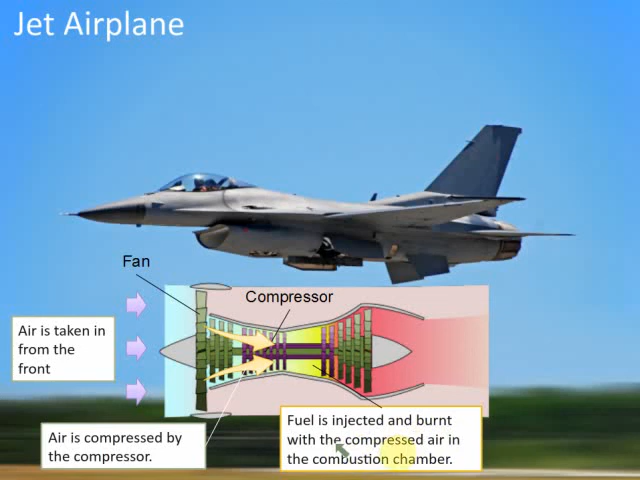 Jet Airplane
Fan
Compressor
Air is taken in
from the
front
Air is compressed by
the compressor.
Fuel is injected and burnt
with the compressed air in
the combustion chamber.